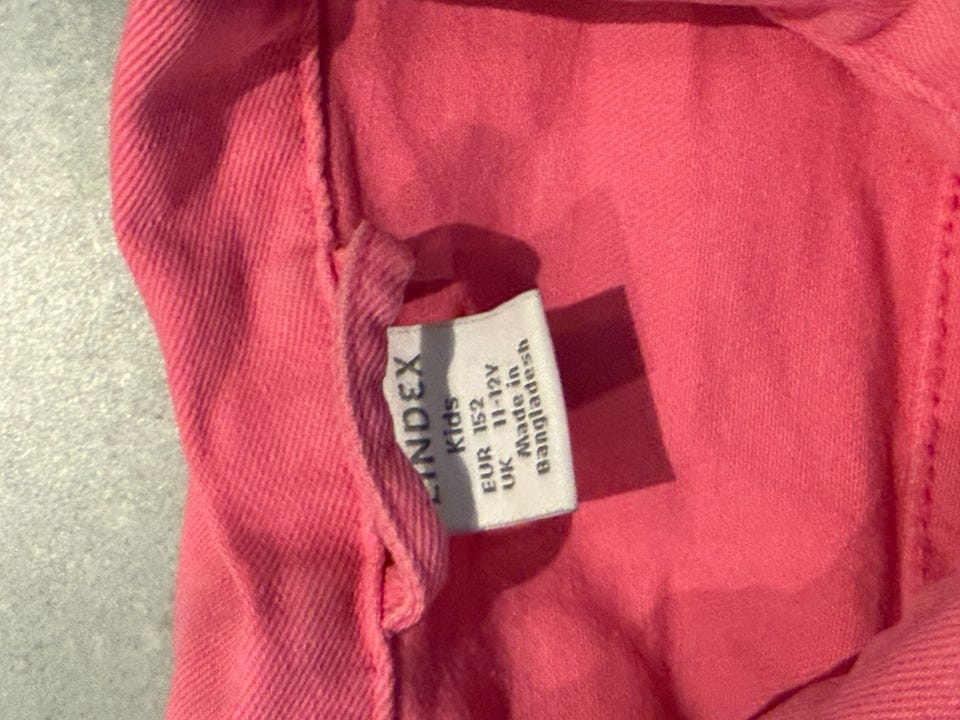 LINDEX
Kids
EUR 152
UK 11-12Y
Made in
Bangladesh